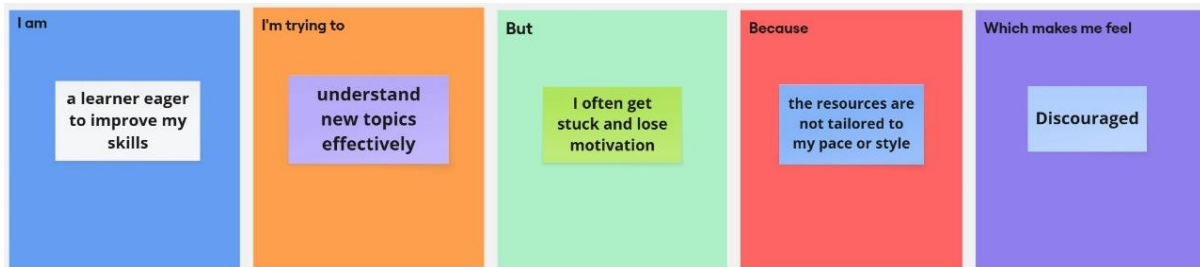 I am
a learner eager
to improve my
skills
I'm trying to
understand
new topics
effectively
But
I often get
stuck and lose
motivation
Because
the resources are
not tailored to
my pace or style
Which makes me feel
Discouraged